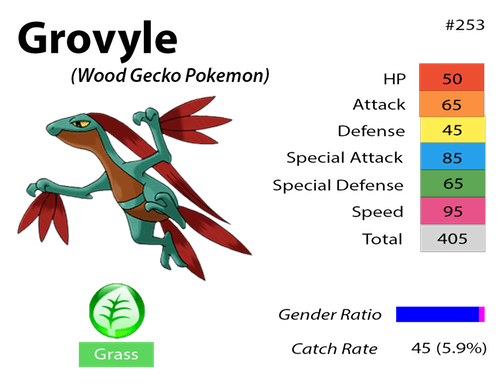 Grovyle
#253
(Wood Gecko Pokemon)
HP 50
Attack 65
Defense 45
Special Attack 85
Special Defense 65
Speed 95
Total 405
Gender Ratio
Catch Rate 45 (5.9%)
Grass